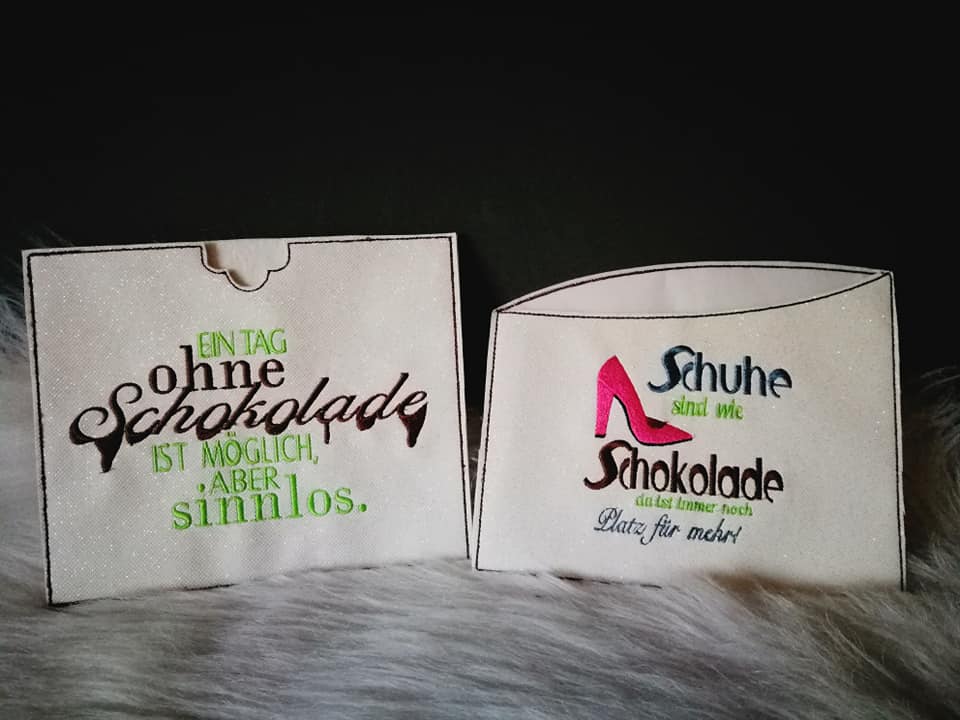 EIN TAG
ohne
Schokolade
IST MÖGLICH,
ABER
sinnlos.
Schuhe
sind wie
Schokolade
da ist immer noch
Platz für mehr!